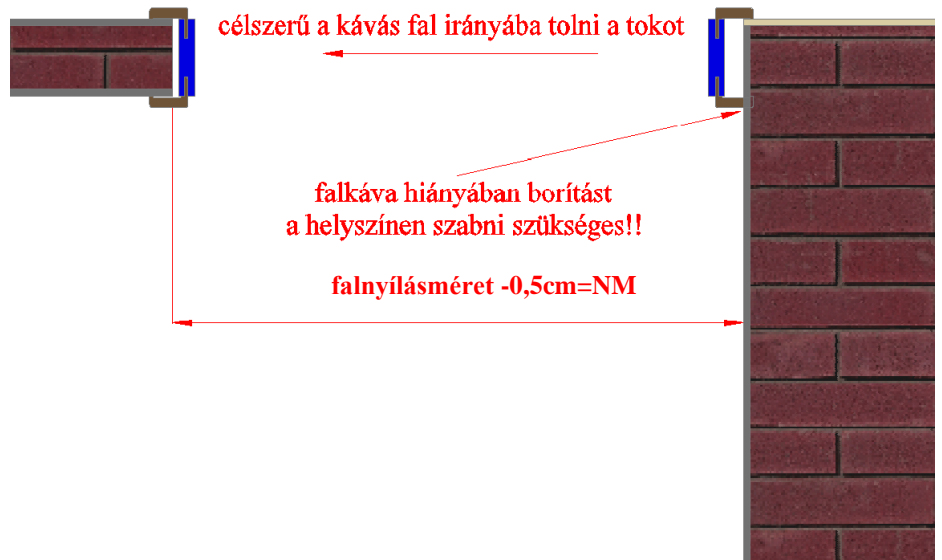 célszerű a kávás fal irányába tolni a tokot
falkáva hiányában borítást
a helyszínen szabni szükséges!!
falnyílásméret -0,5cm=NM